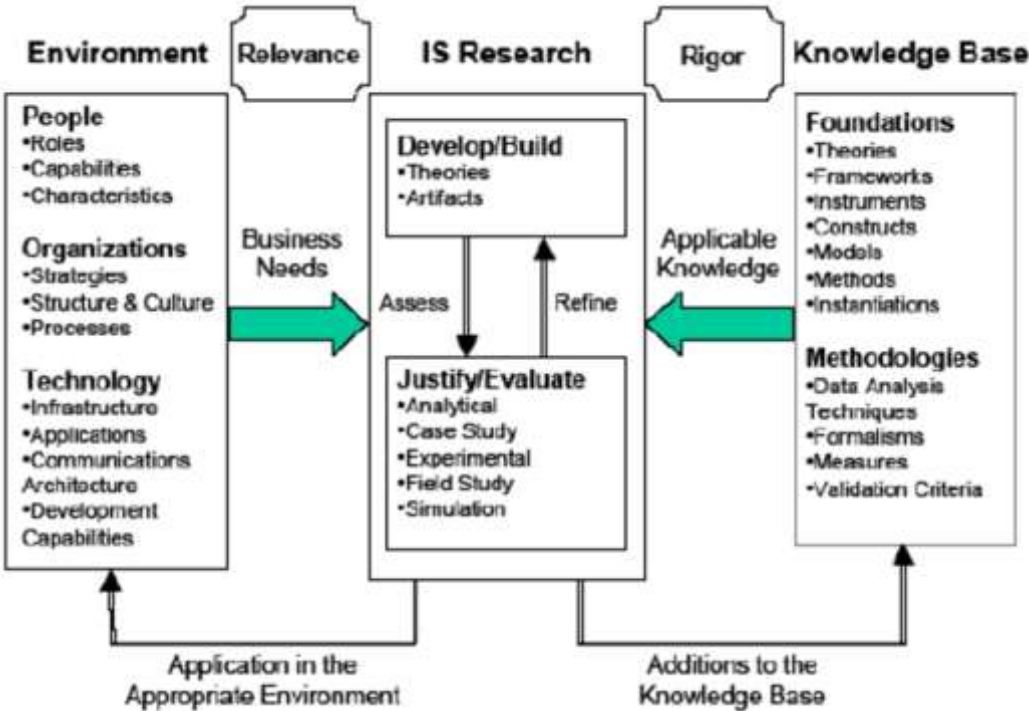 Environment
Relevance
IS Research
Rigor
Knowledge Base
People
•Roles
•Capabilities
•Characteristics
Organizations
•Strategies
•Structure & Culture
•Processes
Technology
•Infrastructure
•Applications
•Communications
Architecture
•Development
Capabilities
Business
Needs
Develop/Build
•Theories
•Artifacts
Assess
Refine
Justify/Evaluate
•Analytical
•Case Study
•Experimental
•Field Study
•Simulation
Applicable
Knowledge
Foundations
•Theories
•Frameworks
•Instruments
•Constructs
•Models
•Methods
•Instantiations
Methodologies
•Data Analysis
Techniques
•Formalisms
•Measures
•Validation Criteria
Application in the
Appropriate Environment
Additions to the
Knowledge Base